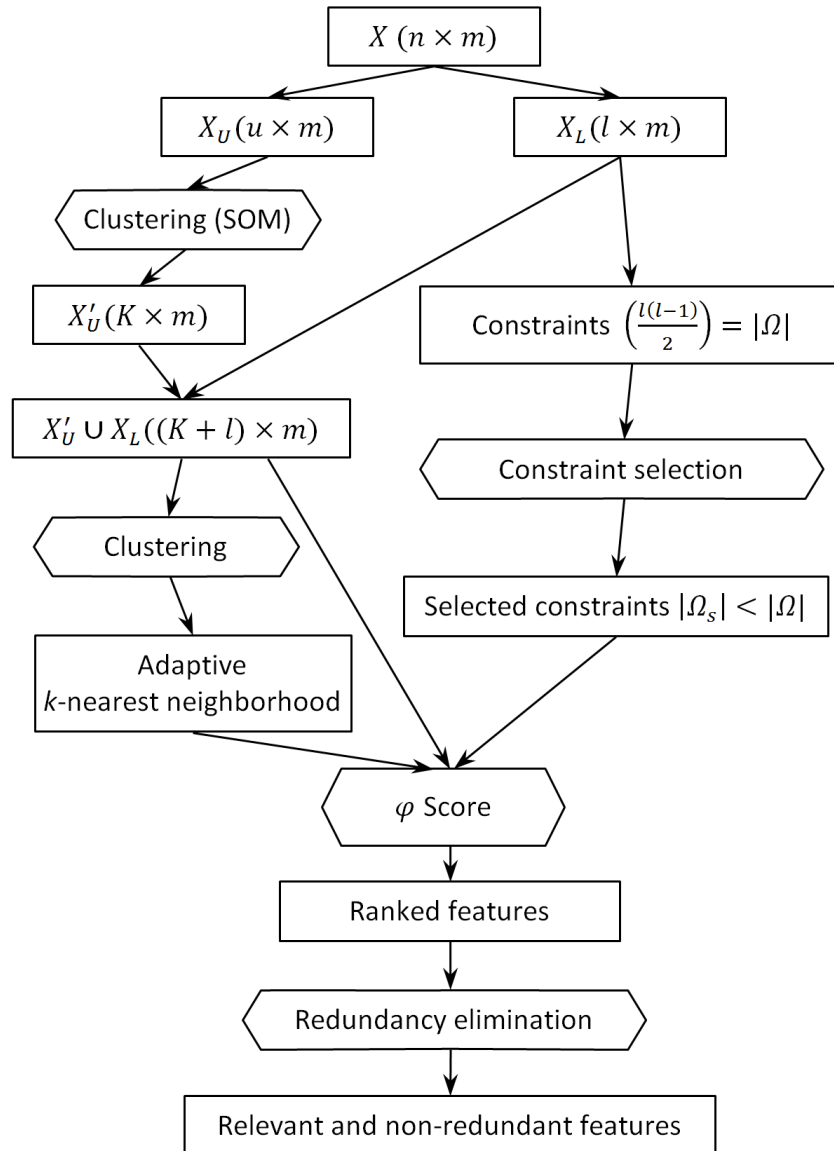 X (n × m)
X_U(u × m)
X_L(l × m)
Clustering (SOM)
X'_U(K × m)
Constraints (l(l−1)/2) = |Ω|
X'_U ∪ X_L((K + l) × m)
Constraint selection
Clustering
Selected constraints |Ω_s| < |Ω|
Adaptive
k-nearest neighborhood
φ Score
Ranked features
Redundancy elimination
Relevant and non-redundant features